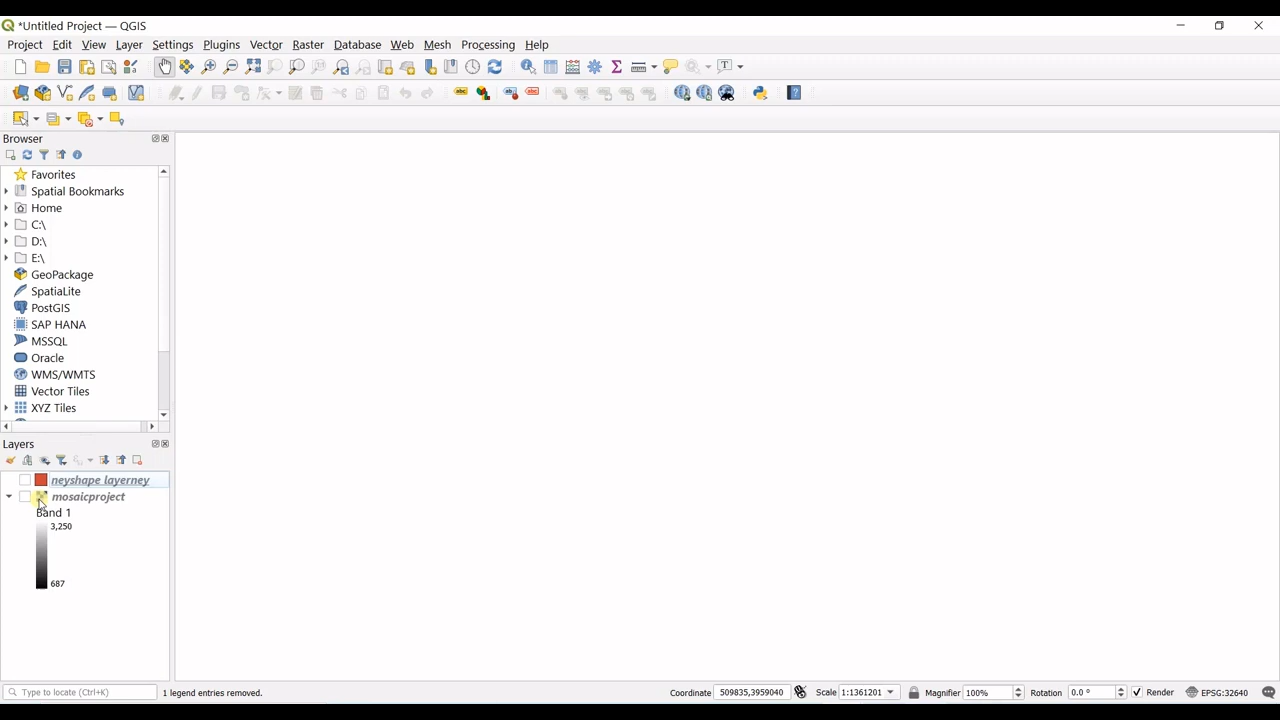 *Untitled Project — QGIS
Project Edit View Layer Settings Plugins Vector Raster Database Web Mesh Processing Help
Browser
Favorites
Spatial Bookmarks
Home
C:\
D:\
E:\
GeoPackage
SpatiaLite
PostGIS
SAP HANA
MSSQL
Oracle
WMS/WMTS
Vector Tiles
XYZ Tiles
Layers
neyshape layerney
mosaicproject
Band 1
3,250
687
Type to locate (Ctrl+K) 1 legend entries removed. Coordinate 509835,3959040 Scale 1:1361201 Magnifier 100% Rotation 0.0 ° Render EPSG:32640